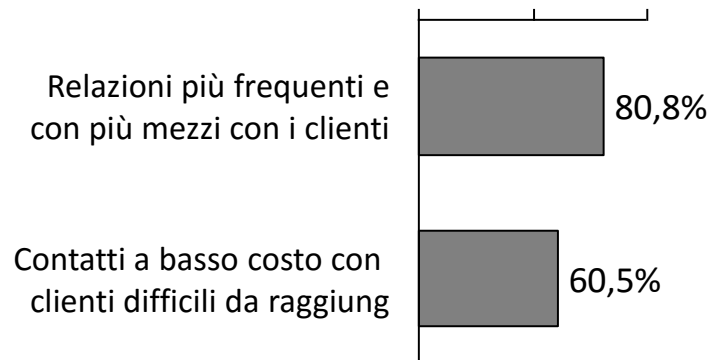 Relazioni più frequenti e
con più mezzi con i clienti
80,8%
Contatti a basso costo con
clienti difficili da raggiung
60,5%